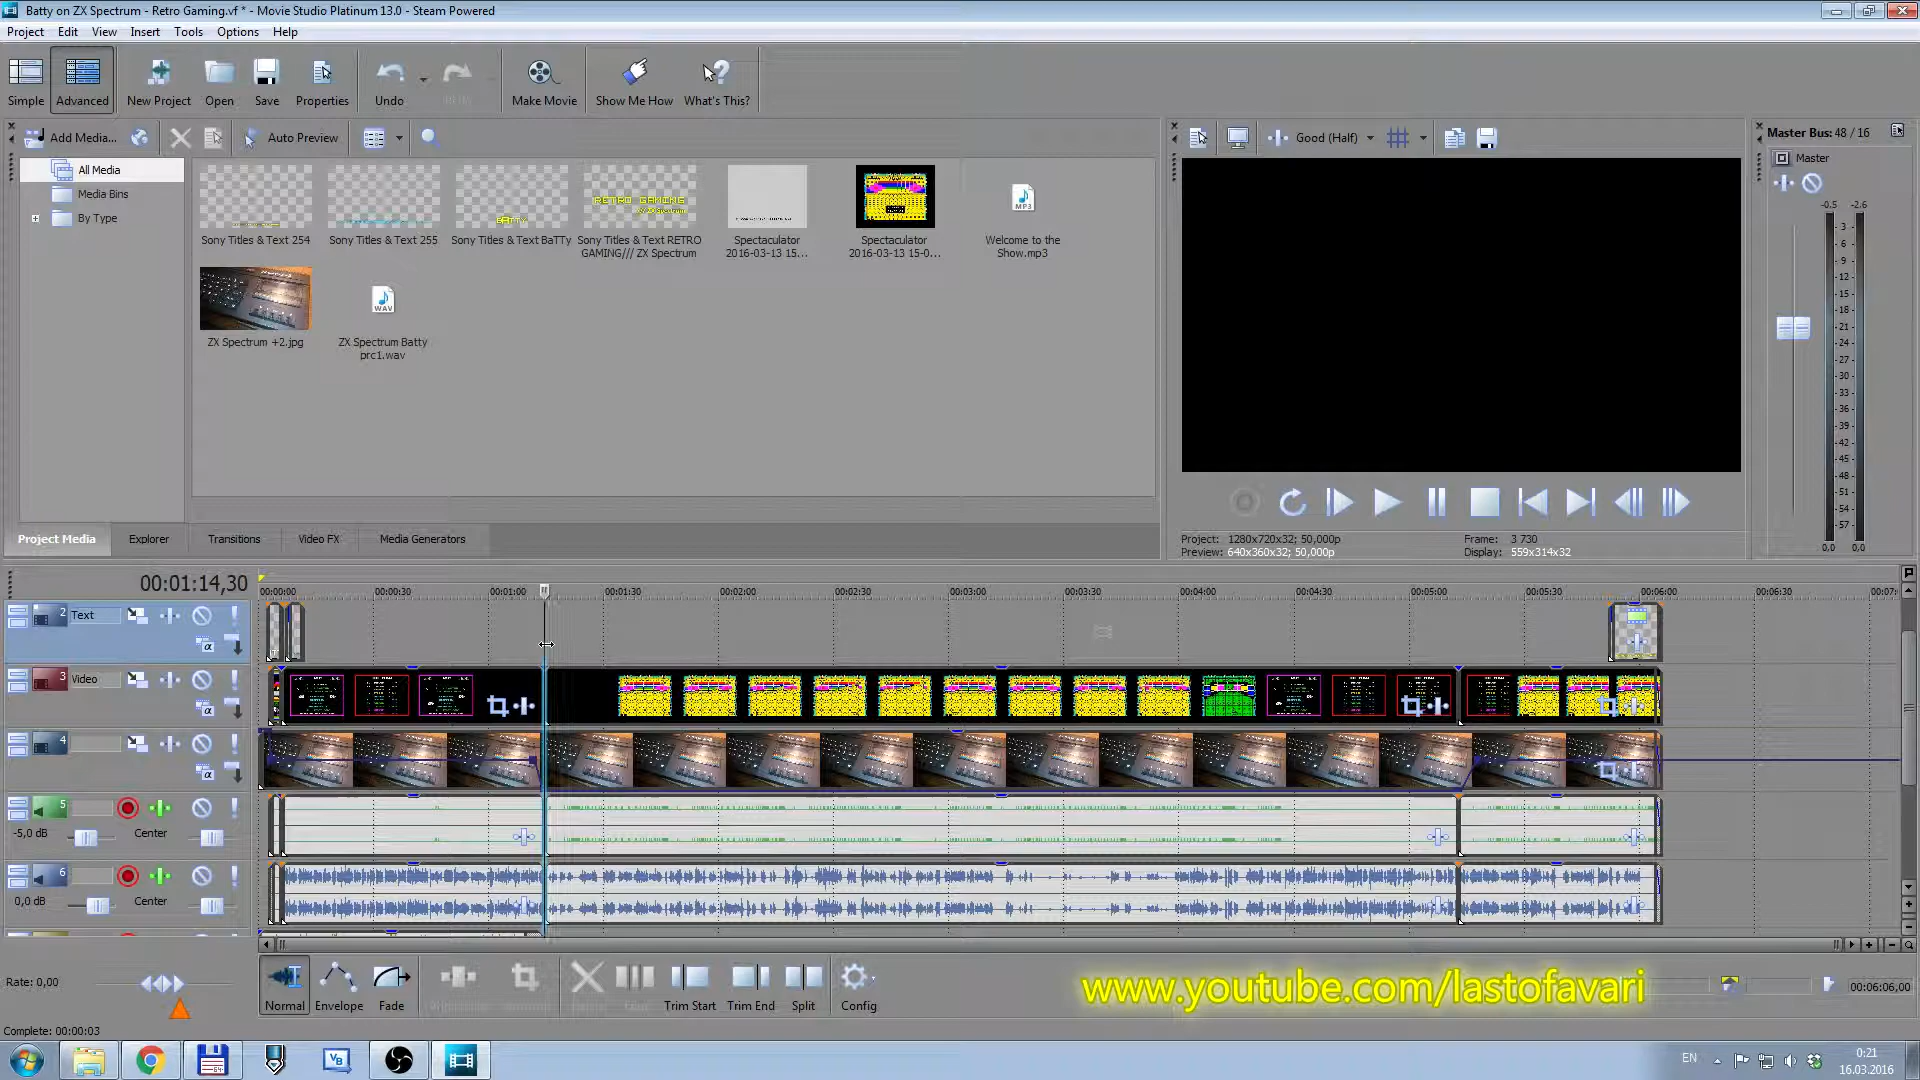 Batty on ZX Spectrum - Retro Gaming.vf * - Movie Studio Platinum 13.0 - Steam Powered
Project Edit View Insert Tools Options Help
Simple Advanced New Project Open Save Properties Undo Make Movie Show Me How What's This?
Add Media... Auto Preview Good (Half) Master Bus: 48 / 16
All Media
Media Bins
By Type
Master
RETRO GAMING
BATTY
MP3
Sony Titles & Text 254
Sony Titles & Text 255
Sony Titles & Text BaTTy
Sony Titles & Text RETRO GAMING/// ZX Spectrum
Spectaculator 2016-03-13 15...
Spectaculator 2016-03-13 15-0...
Welcome to the Show.mp3
WAV
ZX Spectrum +2.jpg
ZX Spectrum Batty prc1.wav
-0.5 -2.6
3
6
9
12
15
18
21
24
27
30
33
36
39
42
45
48
51
54
57
0.0 0.0
Project Media Explorer Transitions Video FX Media Generators
Project: 1280x720x32; 50,000p Frame: 3 730
Preview: 640x360x32; 50,000p Display: 559x314x32
00:01:14,30
00:00:00 00:00:30 00:01:00 00:01:30 00:02:00 00:02:30 00:03:00 00:03:30 00:04:00 00:04:30 00:05:00 00:05:30 00:06:00 00:06:30 00:07:
2 Text
3 Video
4
5
-5,0 dB Center
6
0,0 dB Center
Rate: 0,00
Normal Envelope Fade Trim Start Trim End Split Config
www.youtube.com/lastofavari
00:06:06,00
Complete: 00:00:03
64
VB
EN
0:21
16.03.2016